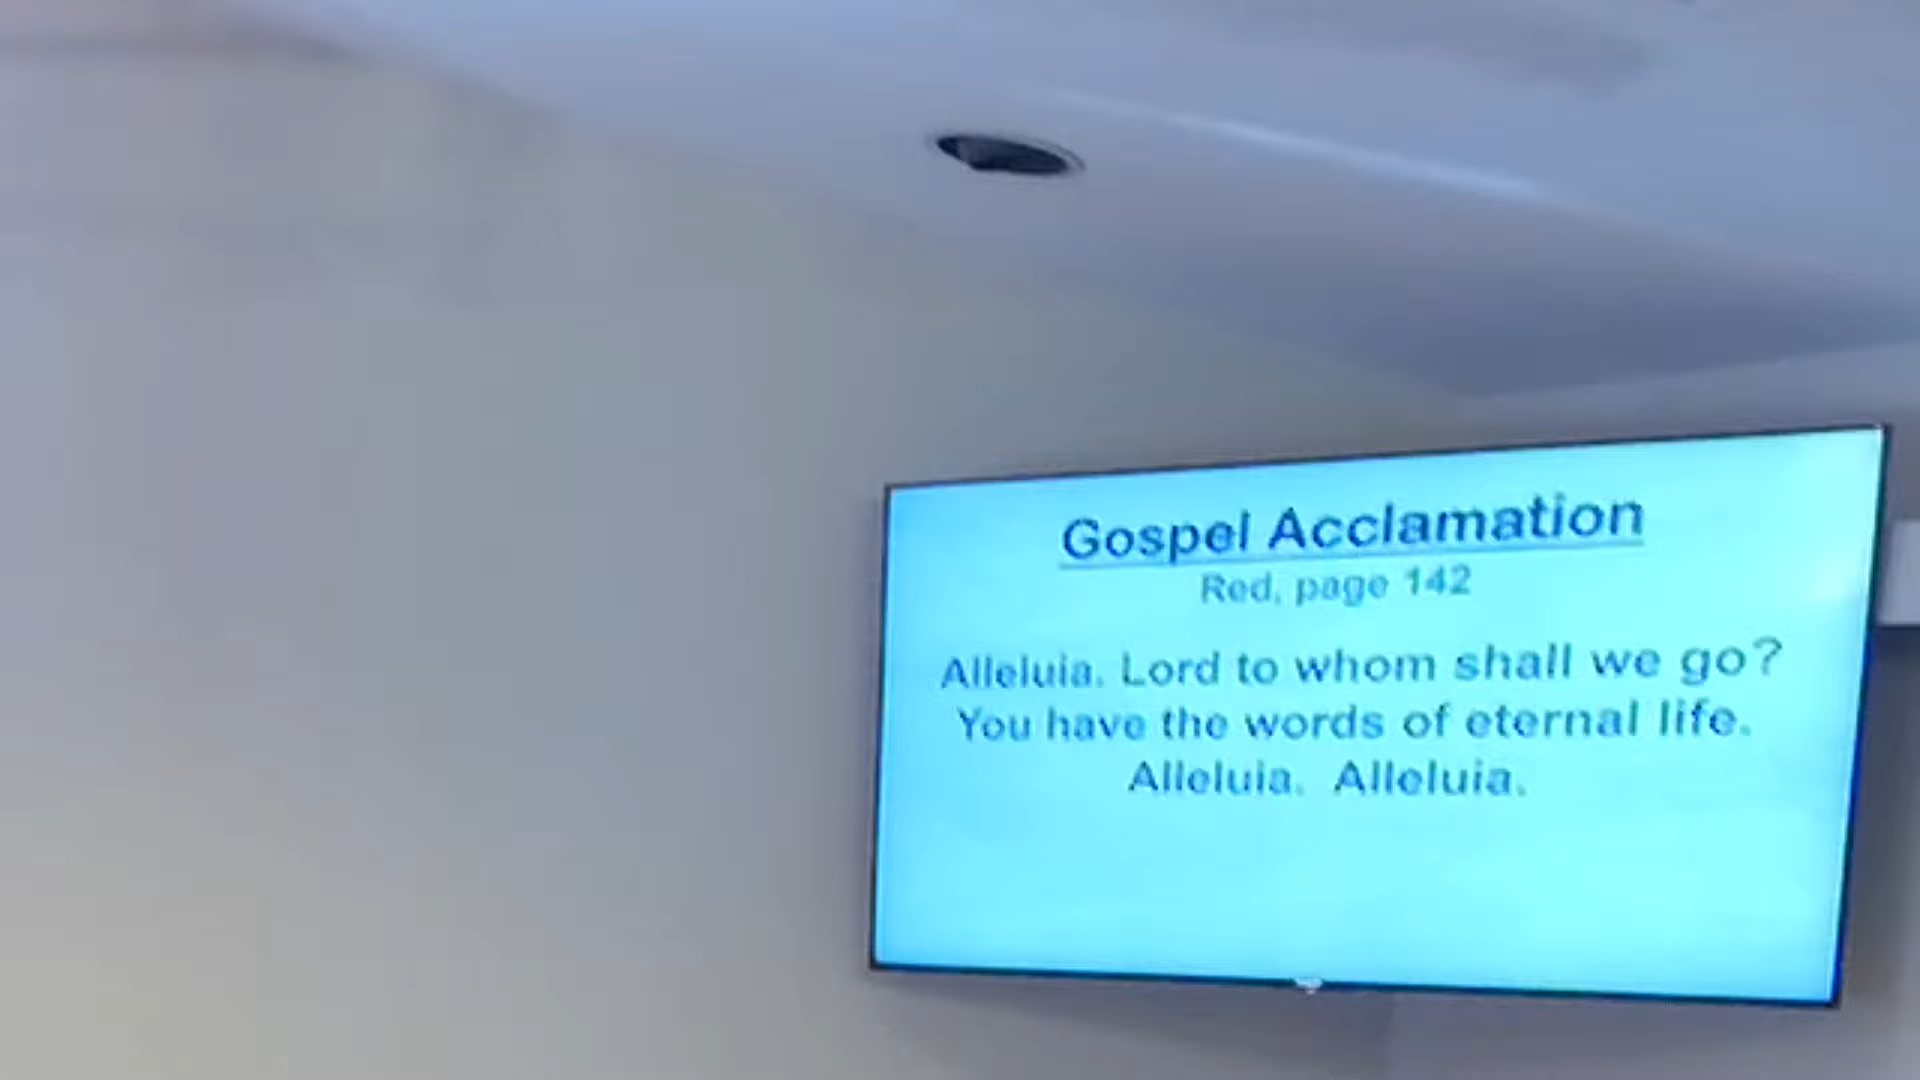 Gospel Acclamation
Red, page 142
Alleluia. Lord to whom shall we go?
You have the words of eternal life.
Alleluia. Alleluia.